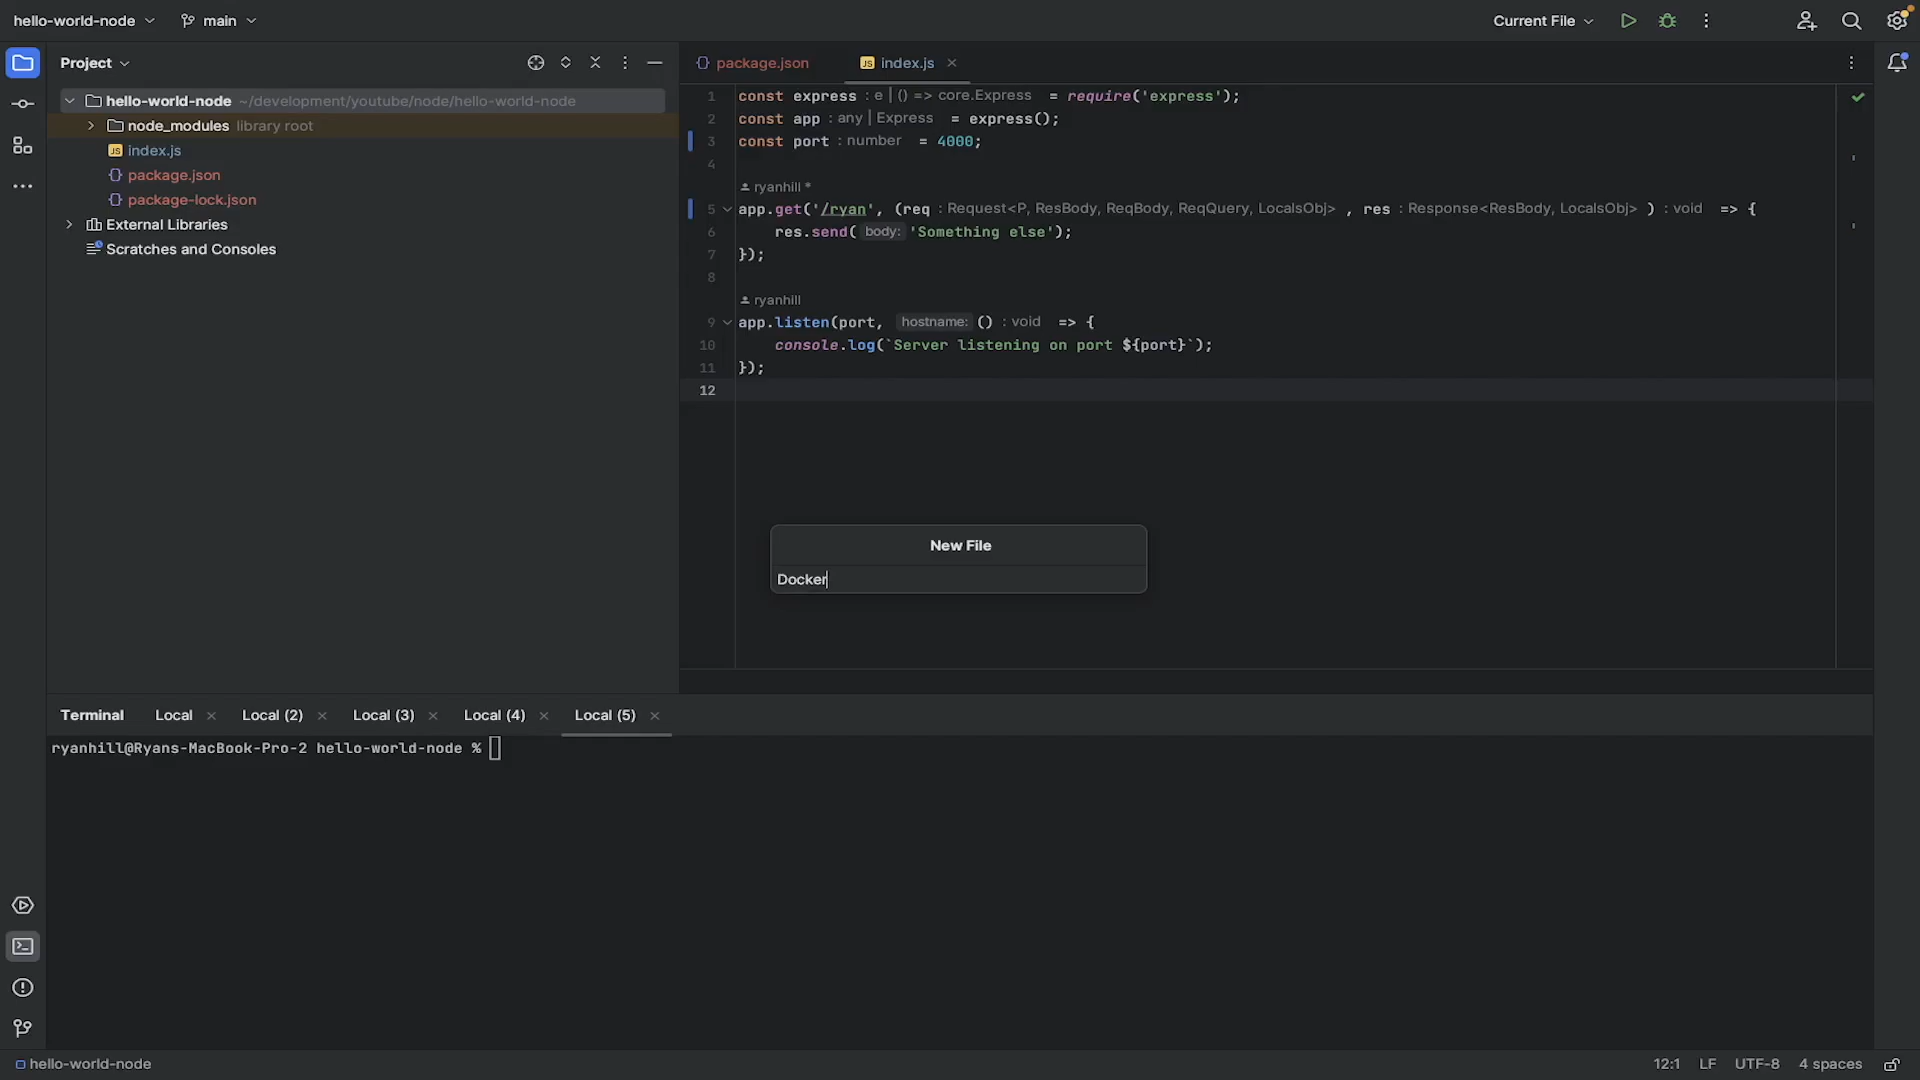 hello-world-node
main
Current File
Project
package.json
index.js
hello-world-node ~/development/youtube/node/hello-world-node
node_modules library root
index.js
package.json
package-lock.json
External Libraries
Scratches and Consoles
1 const express : e | () => core.Express = require('express');
2 const app : any | Express = express();
3 const port : number = 4000;
4
ryanhill *
5 app.get('/ryan', (req : Request<P, ResBody, ReqBody, ReqQuery, LocalsObj> , res : Response<ResBody, LocalsObj> ) : void => {
6 res.send( body: 'Something else');
7 });
8
ryanhill
9 app.listen(port, hostname: () : void => {
10 console.log(`Server listening on port ${port}`);
11 });
12
New File
Docker
Terminal
Local
Local (2)
Local (3)
Local (4)
Local (5)
ryanhill@Ryans-MacBook-Pro-2 hello-world-node %
hello-world-node
12:1
LF
UTF-8
4 spaces